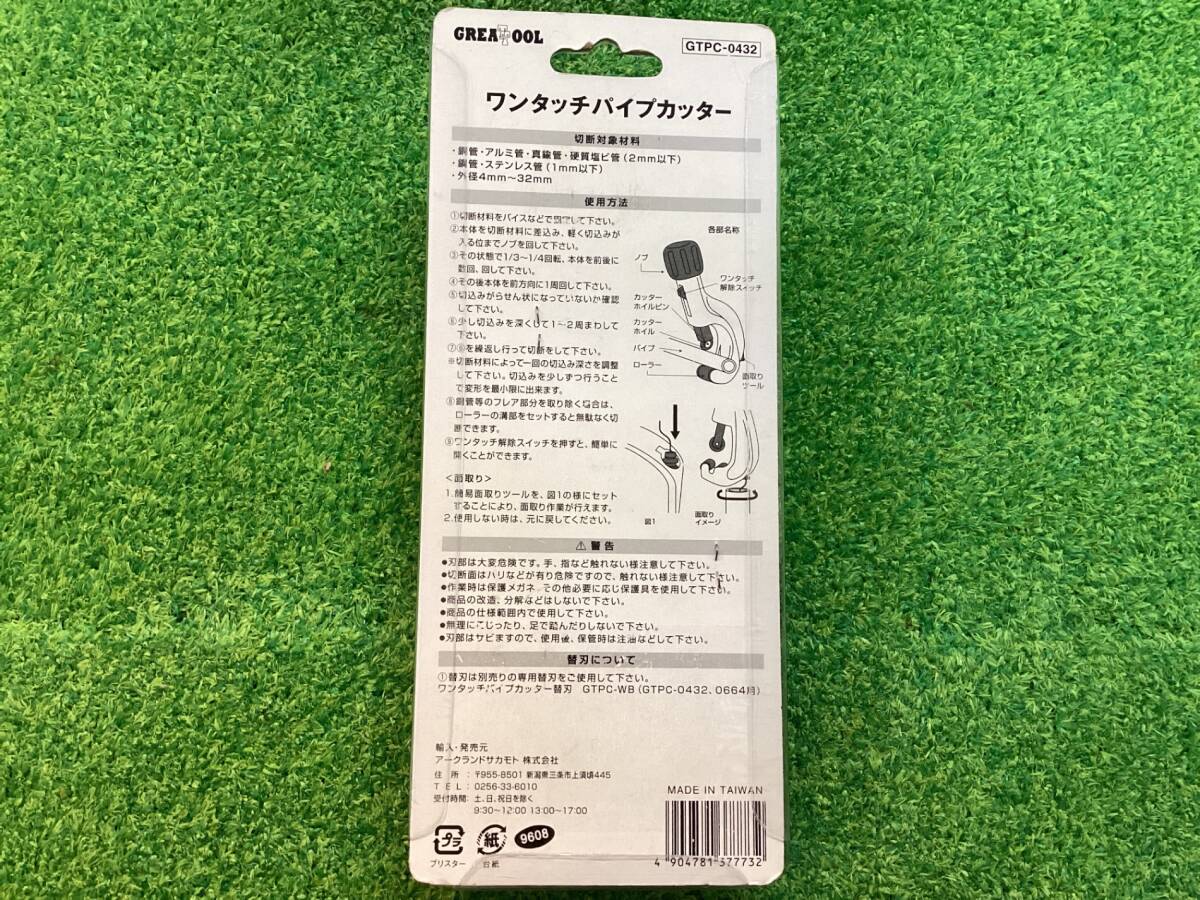 GREATOOL
GTPC-0432
ワンタッチパイプカッター
切断対象材料
・銅管・アルミ管・真鍮管・硬質塩ビ管(2mm以下)
・鋼管・ステンレス管(1mm以下)
・外径4mm〜32mm
使用方法
①切断材料をバイスなどで固定して下さい。
②本体を切断材料に差込み、軽く切込みが
入る位までノブを回して下さい。
③その状態で1/3〜1/4回転、本体を前後に
数回、回して下さい。
④その後本体を前方向に1周回して下さい。
⑤切込みがらせん状になっていないか確認
して下さい。
⑥少し切込みを深くして1〜2周まわして
下さい。
⑦⑥を繰返し行って切断をして下さい。
※切断材料によって一回の切込み深さを調整
して下さい。切込みを少しずつ行うこと
で変形を最小限に出来ます。
⑧銅管等のフレア部分を取り除く場合は、
ローラーの溝部をセットすると無駄なく切
断できます。
⑨ワンタッチ解除スイッチを押すと、簡単に
開くことができます。
<面取り>
1.簡易面取りツールを、図1の様にセット
することにより、面取り作業が行えます。
2.使用しない時は、元に戻してください。
各部名称
ノブ
ワンタッチ
解除スイッチ
カッター
ホイルピン
カッター
ホイル
パイプ
ローラー
面取り
ツール
図1
面取り
イメージ
⚠警告
●刃部は大変危険です。手、指など触れない様注意して下さい。
●切断面はバリなどが有り危険ですので、触れない様注意して下さい。
●作業時は保護メガネ、その他必要に応じ保護具を使用して下さい。
●商品の改造、分解などはしないで下さい。
●商品の仕様範囲内で使用して下さい。
●無理にこじったり、足で踏んだりしないで下さい。
●刃部はサビますので、使用後、保管時は注油などして下さい。
替刃について
①替刃は別売りの専用替刃をご使用して下さい。
ワンタッチパイプカッター替刃 GTPC-WB(GTPC-0432、0664用)
輸入・発売元
アークランドサカモト 株式会社
住 所:〒955-8501 新潟県三条市上須頃445
TEL:0256-33-6010
受付時間:土、日、祝日を除く
9:30〜12:00 13:00〜17:00
MADE IN TAIWAN
プラ
ブリスター
紙
台紙
9608
4 904781 377732